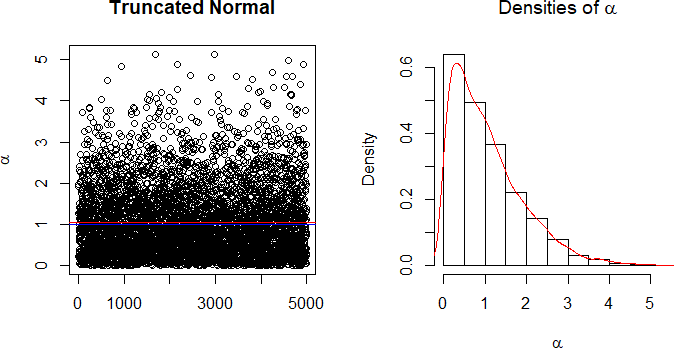 Truncated Normal
α
5
4
3
2
1
0
0 1000 3000 5000
Densities of α
Density
0.6
0.4
0.2
0.0
0 1 2 3 4 5
α